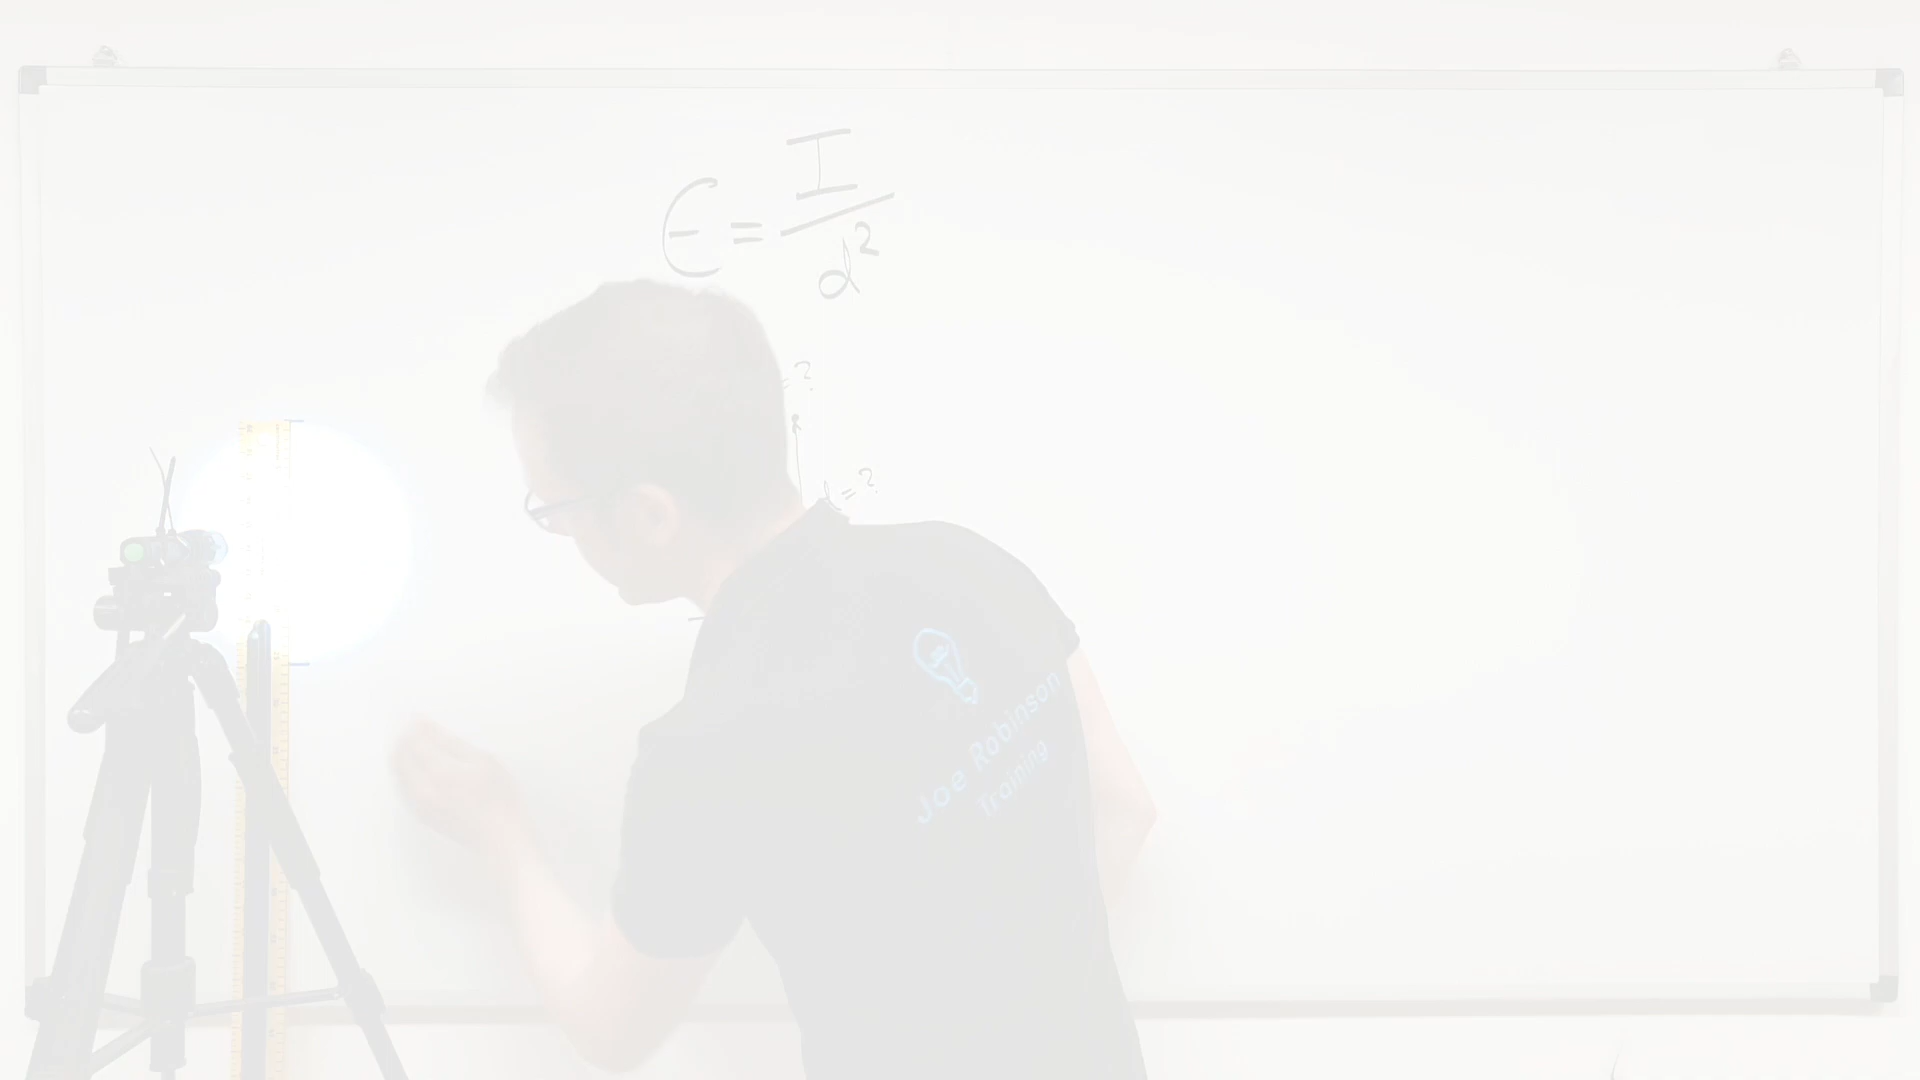 E = I / d²
= ?
d = ?
Joe Robinson
Training